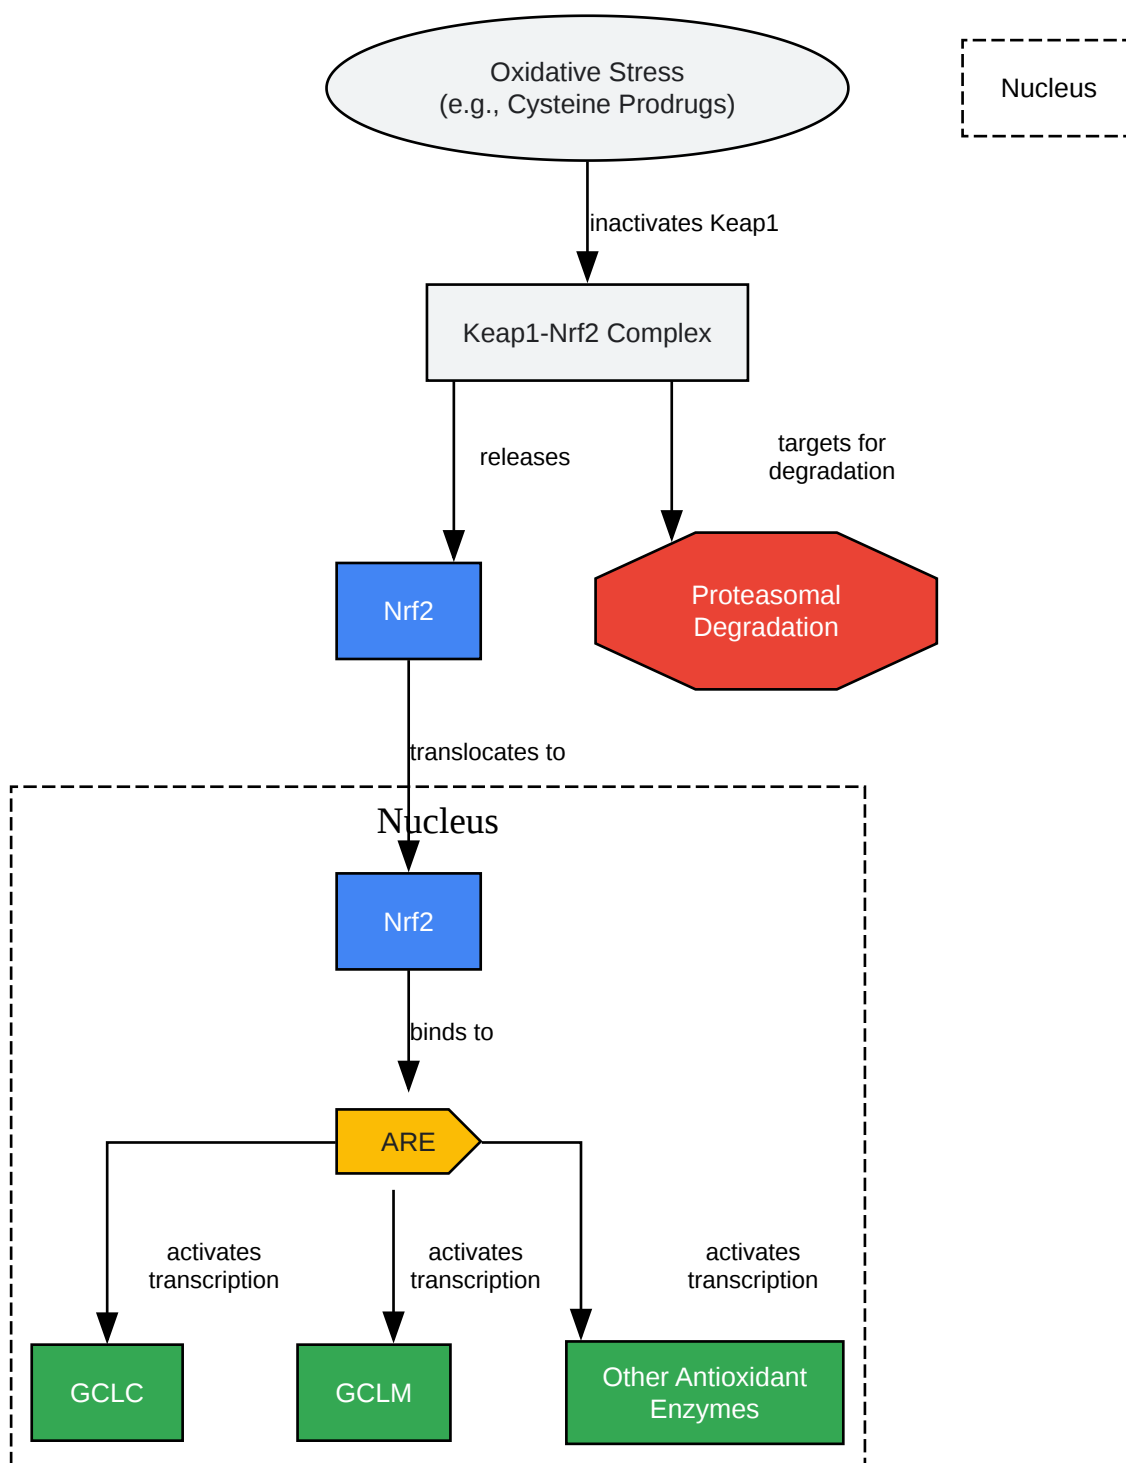 Oxidative Stress
(e.g., Cysteine Prodrugs)
Nucleus
inactivates Keap1
Keap1-Nrf2 Complex
releases
targets for
degradation
Nrf2
Proteasomal
Degradation
translocates to
Nucleus
Nrf2
binds to
ARE
activates
transcription
activates
transcription
activates
transcription
GCLC
GCLM
Other Antioxidant
Enzymes